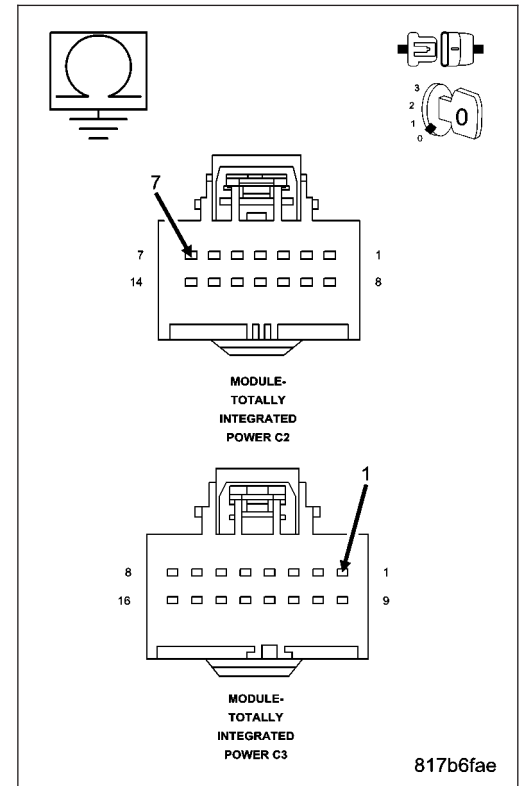 3
2
1
0
7
7 1
14 8
MODULE-
TOTALLY
INTEGRATED
POWER C2
1
8 1
16 9
MODULE-
TOTALLY
INTEGRATED
POWER C3
817b6fae